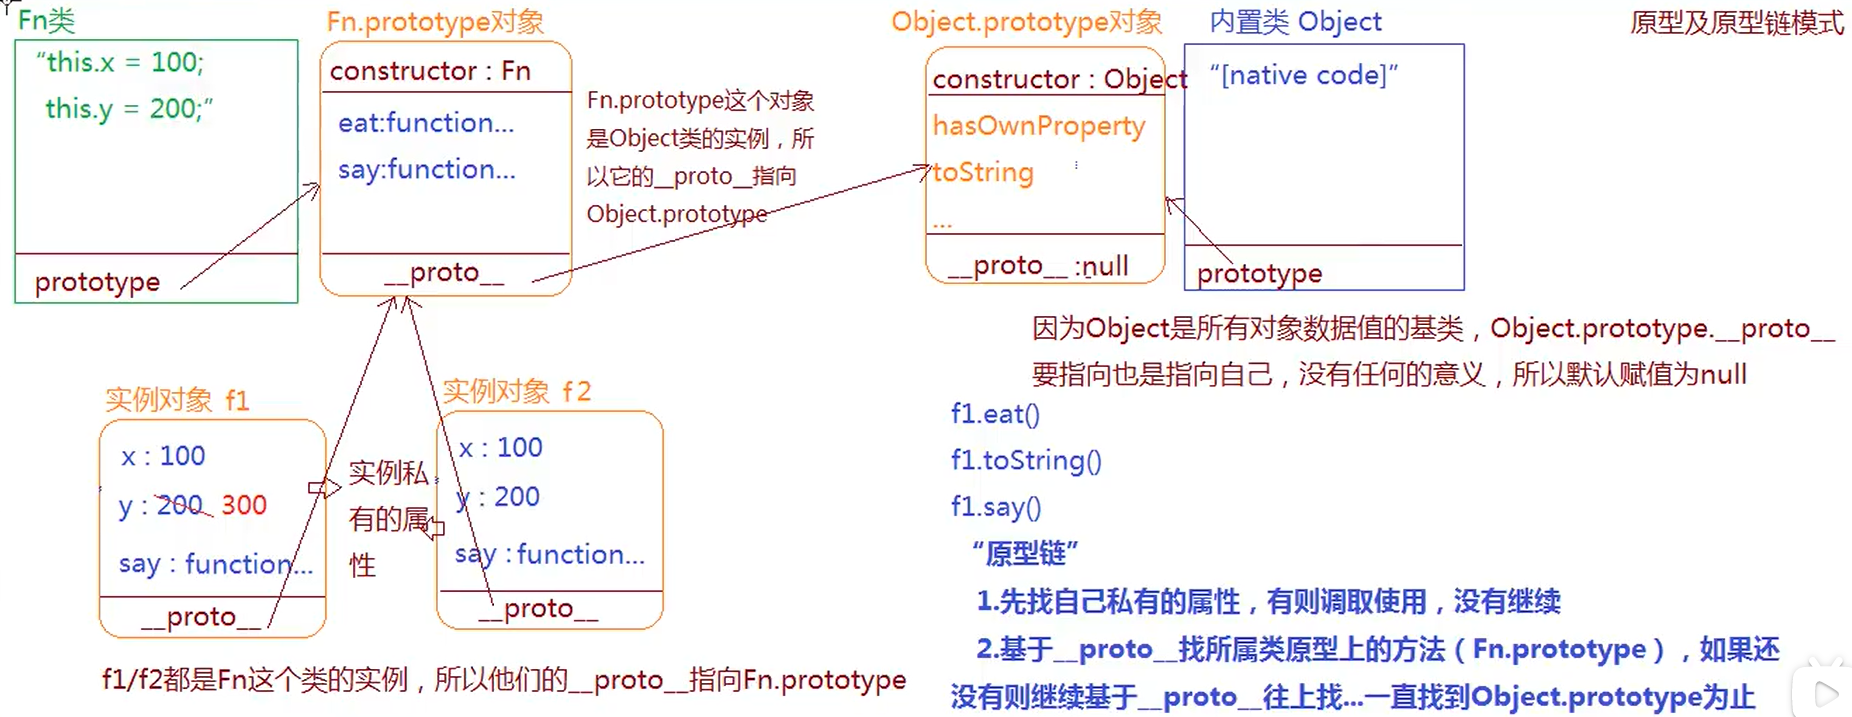 Fn类
“this.x = 100;
this.y = 200;”
prototype
Fn.prototype对象
constructor : Fn
eat:function...
say:function...
__proto__
Fn.prototype这个对象
是Object类的实例，所
以它的__proto__指向
Object.prototype
Object.prototype对象
constructor : Object
hasOwnProperty
toString
...
__proto__ :null
内置类 Object
“[native code]”
prototype
原型及原型链模式
因为Object是所有对象数据值的基类，Object.prototype.__proto__
要指向也是指向自己，没有任何的意义，所以默认赋值为null
实例对象 f1
x : 100
y : 200 300
say : function...
__proto__
实例私
有的属
性
实例对象 f2
x : 100
y : 200
say : function...
__proto__
f1/f2都是Fn这个类的实例，所以他们的__proto__指向Fn.prototype
f1.eat()
f1.toString()
f1.say()
“原型链”
1.先找自己私有的属性，有则调取使用，没有继续
2.基于__proto__找所属类原型上的方法（Fn.prototype），如果还
没有则继续基于__proto__往上找...一直找到Object.prototype为止